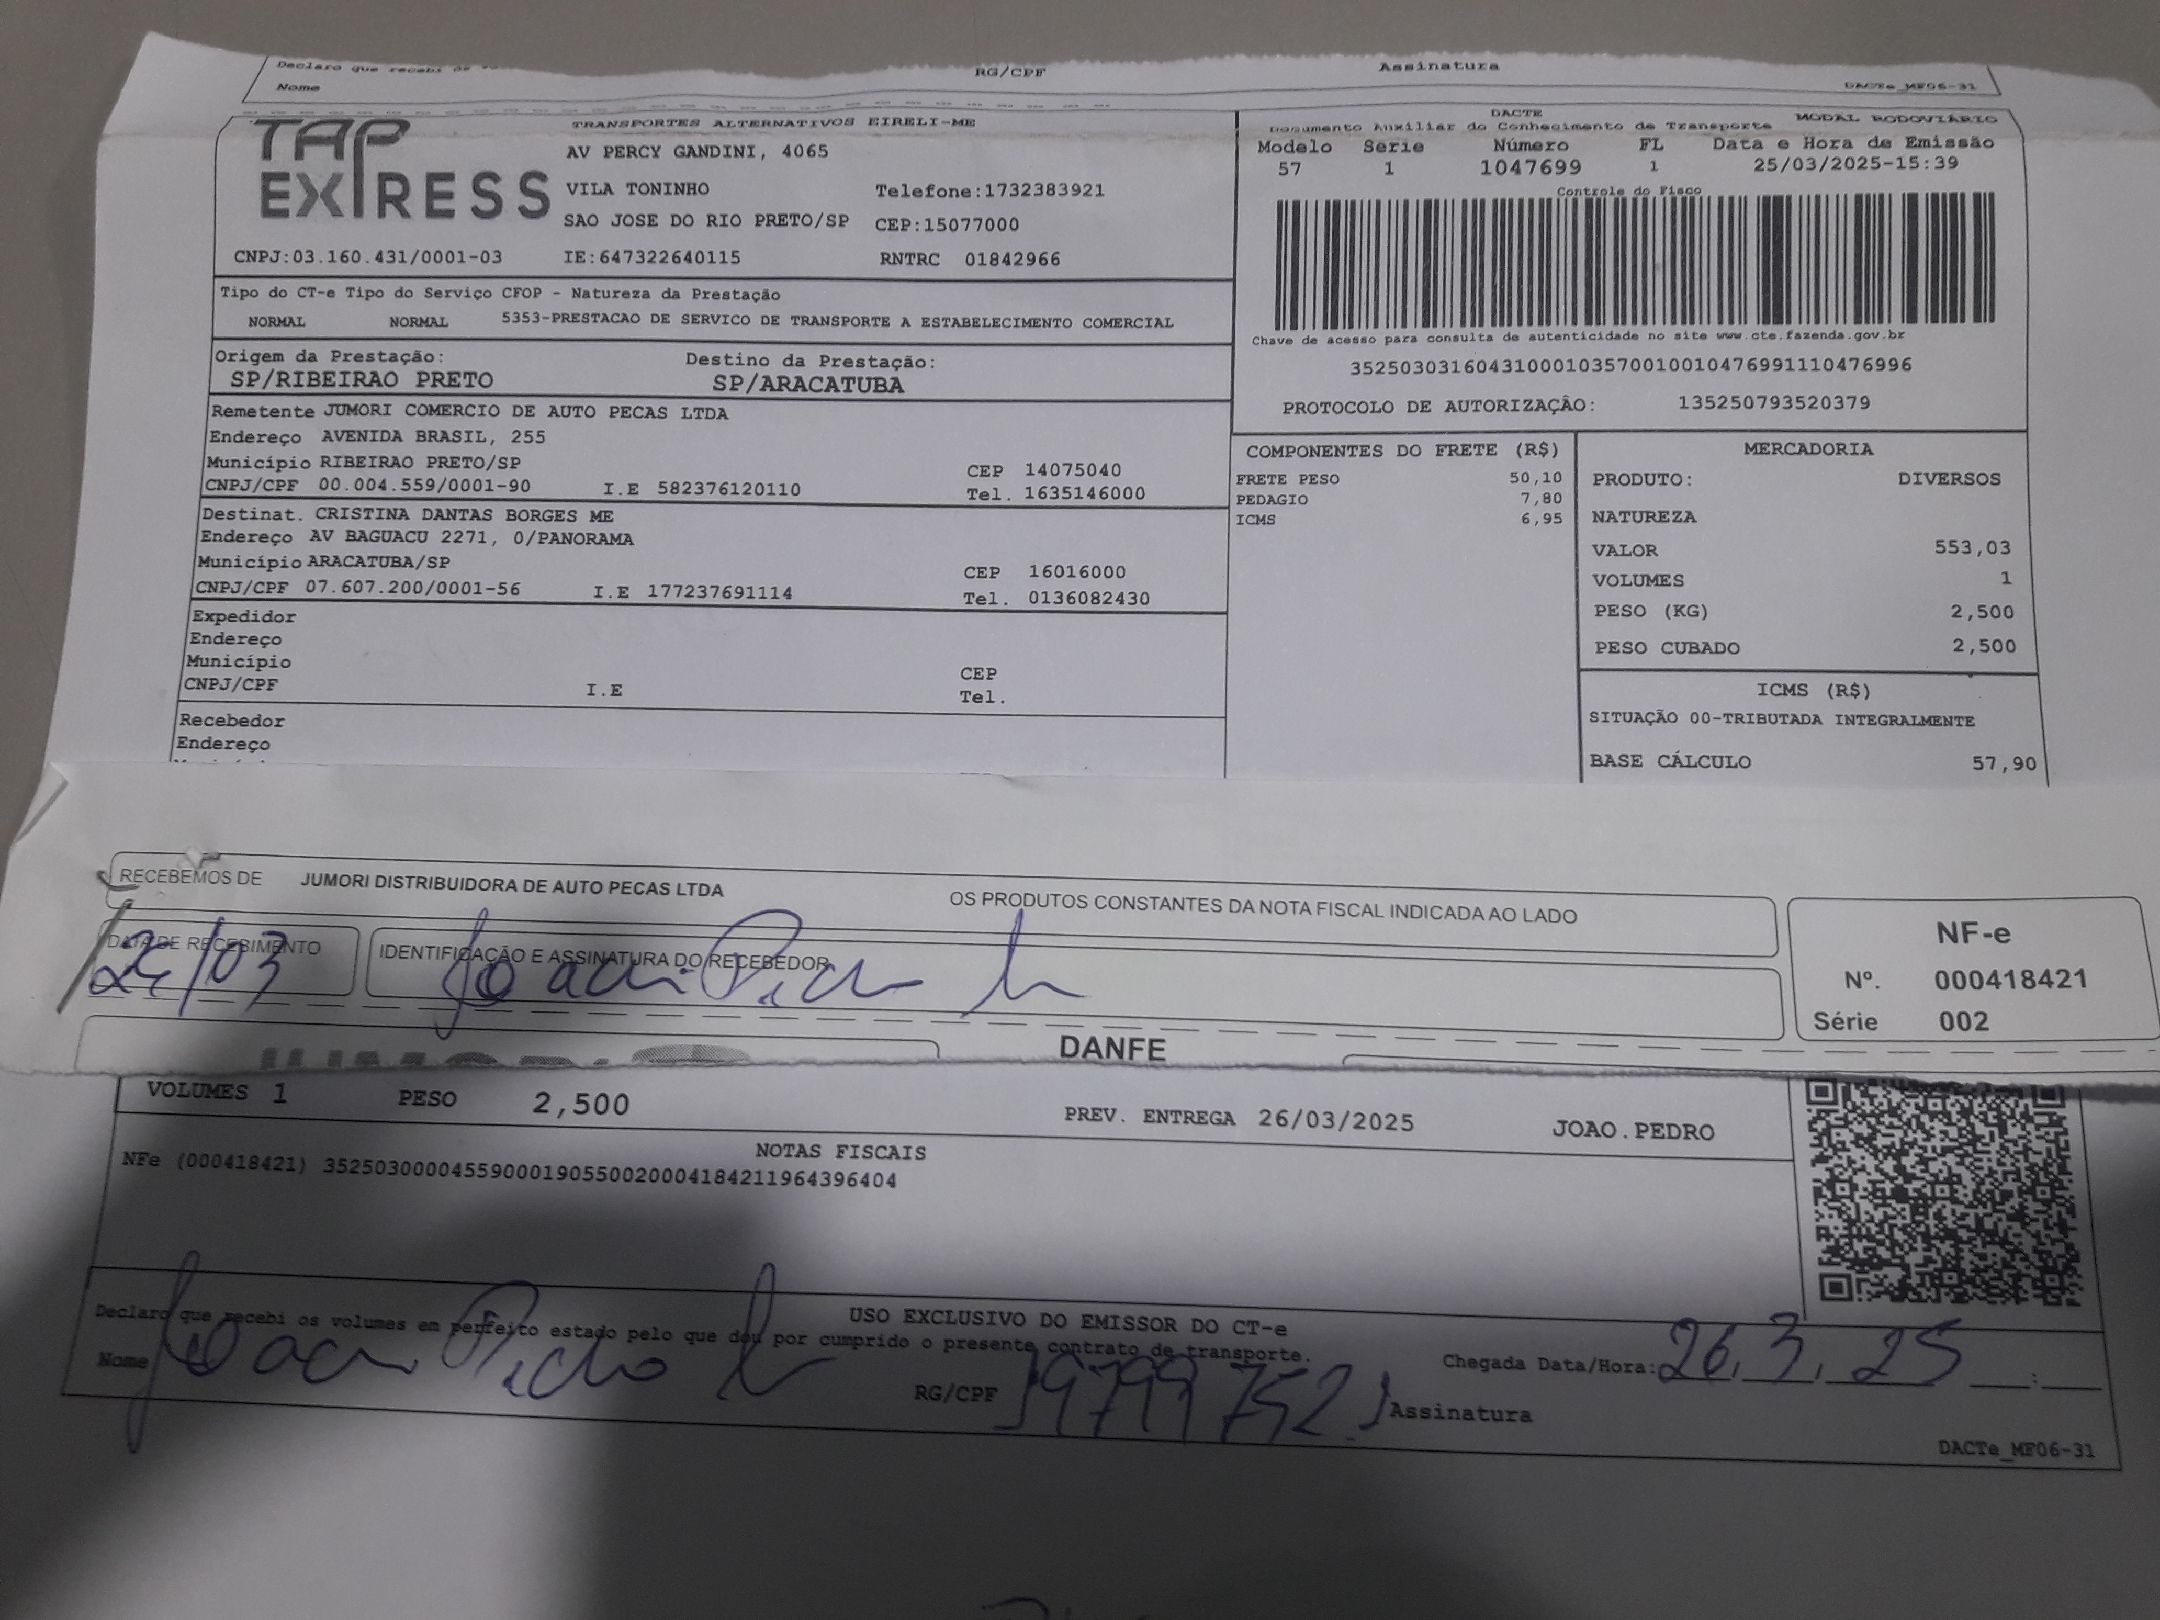 Declaro que recebi os
RG/CPF
Assinatura
Nome
DACTe_MF06-31
TAP EXPRESS
TRANSPORTES ALTERNATIVOS EIRELI-ME
AV PERCY GANDINI, 4065
VILA TONINHO Telefone:1732383921
SAO JOSE DO RIO PRETO/SP CEP:15077000
CNPJ:03.160.431/0001-03 IE:647322640115 RNTRC 01842966
DACTE
Documento Auxiliar do Conhecimento de Transporte MODAL RODOVIÁRIO
Modelo Serie Número FL Data e Hora de Emissão
57 1 1047699 1 25/03/2025-15:39
Controle do Fisco
Chave de acesso para consulta de autenticidade no site www.cte.fazenda.gov.br
35250303160431000103570010010476991110476996
PROTOCOLO DE AUTORIZAÇÃO: 135250793520379
Tipo do CT-e Tipo do Serviço CFOP - Natureza da Prestação
NORMAL NORMAL 5353-PRESTACAO DE SERVICO DE TRANSPORTE A ESTABELECIMENTO COMERCIAL
Origem da Prestação: Destino da Prestação:
SP/RIBEIRAO PRETO SP/ARACATUBA
Remetente JUMORI COMERCIO DE AUTO PECAS LTDA
Endereço AVENIDA BRASIL, 255
Município RIBEIRAO PRETO/SP CEP 14075040
CNPJ/CPF 00.004.559/0001-90 I.E 582376120110 Tel. 1635146000
Destinat. CRISTINA DANTAS BORGES ME
Endereço AV BAGUACU 2271, 0/PANORAMA
Município ARACATUBA/SP CEP 16016000
CNPJ/CPF 07.607.200/0001-56 I.E 177237691114 Tel. 0136082430
Expedidor
Endereço
Município CEP
CNPJ/CPF I.E Tel.
Recebedor
Endereço
COMPONENTES DO FRETE (R$)
FRETE PESO 50,10
PEDAGIO 7,80
ICMS 6,95
MERCADORIA
PRODUTO: DIVERSOS
NATUREZA
VALOR 553,03
VOLUMES 1
PESO (KG) 2,500
PESO CUBADO 2,500
ICMS (R$)
SITUAÇÃO 00-TRIBUTADA INTEGRALMENTE
BASE CÁLCULO 57,90
RECEBEMOS DE JUMORI DISTRIBUIDORA DE AUTO PECAS LTDA OS PRODUTOS CONSTANTES DA NOTA FISCAL INDICADA AO LADO
DATA DE RECEBIMENTO IDENTIFICAÇÃO E ASSINATURA DO RECEBEDOR
26/03
NF-e
Nº. 000418421
Série 002
DANFE
VOLUMES 1 PESO 2,500 PREV. ENTREGA 26/03/2025 JOAO.PEDRO
NOTAS FISCAIS
NFe (000418421) 35250300004559000190550020004184211964396404
USO EXCLUSIVO DO EMISSOR DO CT-e
Declaro que recebi os volumes em perfeito estado pelo que dou por cumprido o presente contrato de transporte.
Chegada Data/Hora: 26, 3, 25 :
Nome RG/CPF Assinatura
DACTe_MF06-31